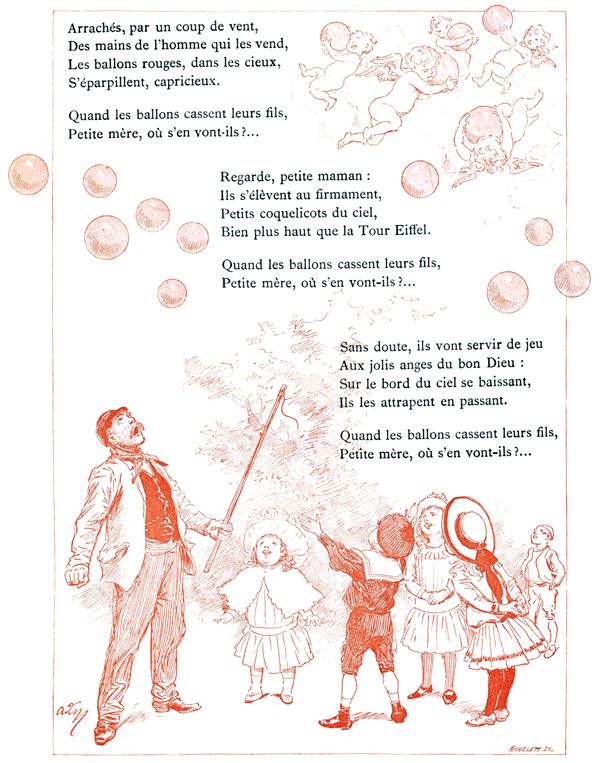 Arrachés, par un coup de vent,
Des mains de l'homme qui les vend,
Les ballons rouges, dans les cieux,
S'éparpillent, capricieux.
Quand les ballons cassent leurs fils,
Petite mère, où s'en vont-ils?...
Regarde, petite maman :
Ils s'élèvent au firmament,
Petits coquelicots du ciel,
Bien plus haut que la Tour Eiffel.
Quand les ballons cassent leurs fils,
Petite mère, où s'en vont-ils?...
Sans doute, ils vont servir de jeu
Aux jolis anges du bon Dieu :
Sur le bord du ciel se baissant,
Ils les attrapent en passant.
Quand les ballons cassent leurs fils,
Petite mère, où s'en vont-ils?...